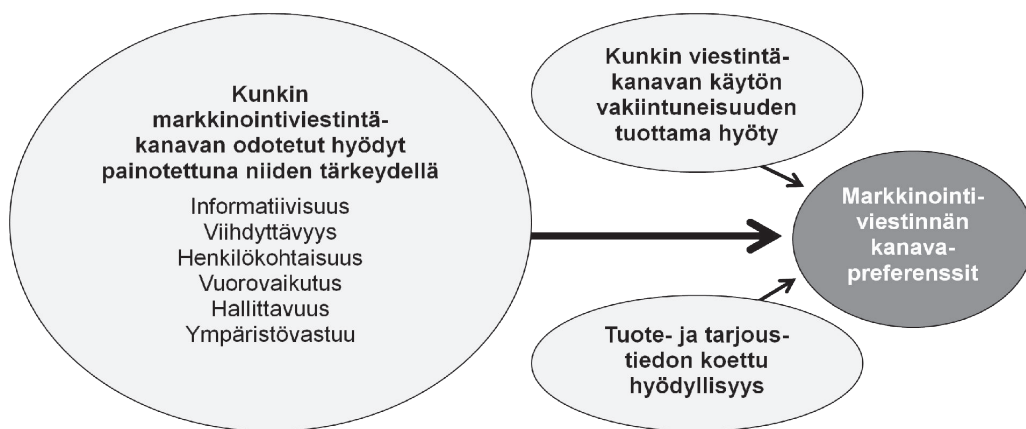 Kunkin
markkinointiviestintä-
kanavan odotetut hyödyt
painotettuna niiden tärkeydellä
Informatiivisuus
Viihdyttävyys
Henkilökohtaisuus
Vuorovaikutus
Hallittavuus
Ympäristövastuu
Kunkin viestintä-
kanavan käytön
vakiintuneisuuden
tuottama hyöty
Markkinointi-
viestinnän
kanava-
preferenssit
Tuote- ja tarjous-
tiedon koettu
hyödyllisyys